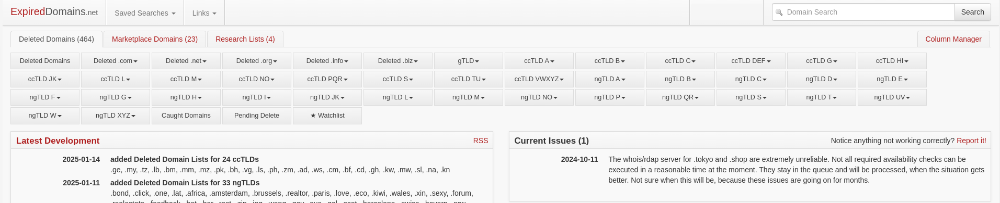 ExpiredDomains.net Saved Searches Links Domain Search Search
Deleted Domains (464) Marketplace Domains (23) Research Lists (4) Column Manager
Deleted Domains Deleted .com Deleted .net Deleted .org Deleted .info Deleted .biz gTLD ccTLD A ccTLD B ccTLD C ccTLD DEF ccTLD G ccTLD HI
ccTLD JK ccTLD L ccTLD M ccTLD NO ccTLD PQR ccTLD S ccTLD TU ccTLD VWXYZ ngTLD A ngTLD B ngTLD C ngTLD D ngTLD E
ngTLD F ngTLD G ngTLD H ngTLD I ngTLD JK ngTLD L ngTLD M ngTLD NO ngTLD P ngTLD QR ngTLD S ngTLD T ngTLD UV
ngTLD W ngTLD XYZ Caught Domains Pending Delete ★ Watchlist
Latest Development RSS
2025-01-14 added Deleted Domain Lists for 24 ccTLDs
.ge, .my, .tz, .lb, .bm, .mm, .mz, .pk, .bh, .vg, .ls, .ph, .zm, .ad, .ws, .cm, .bf, .cd, .gh, .kw, .mw, .sl, .na, .kn
2025-01-11 added Deleted Domain Lists for 33 ngTLDs
.bond, .click, .one, .lat, .africa, .amsterdam, .brussels, .realtor, .paris, .love, .eco, .kiwi, .wales, .xin, .sexy, .forum,
Current Issues (1) Notice anything not working correctly? Report it!
2024-10-11 The whois/rdap server for .tokyo and .shop are extremely unreliable. Not all required availability checks can be
executed in a reasonable time at the moment. They stay in the queue and will be processed, when the situation gets
better. Not sure when this will be, because these issues are going on for months.